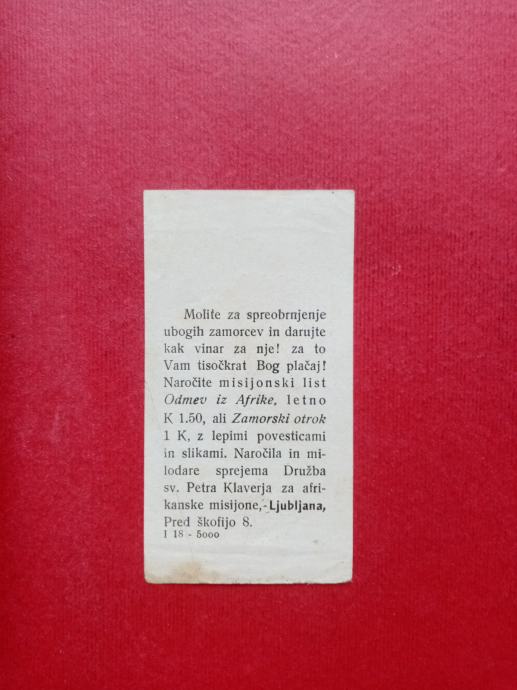 Molite za spreobrnjenje
ubogih zamorcev in darujte
kak vinar za nje! za to
Vam tisočkrat Bog plačaj!
Naročite misijonski list
Odmev iz Afrike, letno
K 1.50, ali Zamorski otrok
1 K, z lepimi povesticami
in slikami. Naročila in mi-
lodare sprejema Družba
sv. Petra Klaverja za afri-
kanske misijone,-Ljubljana,
Pred škofijo 8.
I 18 - 5000